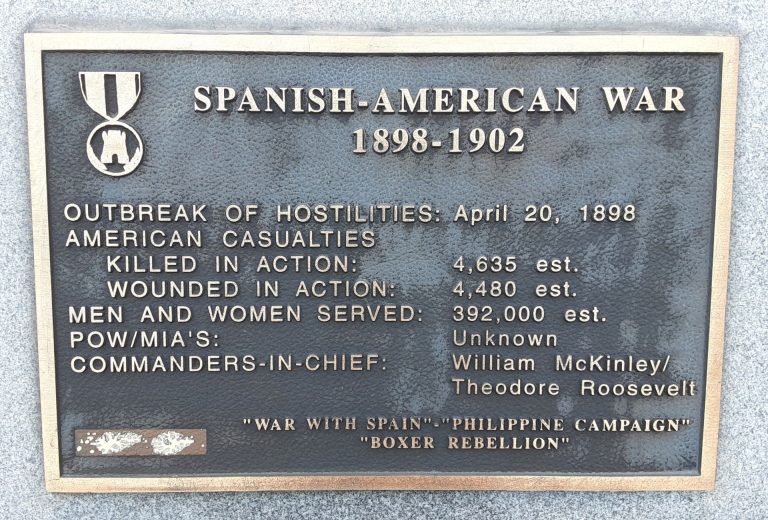 SPANISH-AMERICAN WAR
1898-1902
OUTBREAK OF HOSTILITIES: April 20, 1898
AMERICAN CASUALTIES
KILLED IN ACTION: 4,635 est.
WOUNDED IN ACTION: 4,480 est.
MEN AND WOMEN SERVED: 392,000 est.
POW/MIA'S: Unknown
COMMANDERS-IN-CHIEF: William McKinley/
Theodore Roosevelt
"WAR WITH SPAIN"-"PHILIPPINE CAMPAIGN"
"BOXER REBELLION"